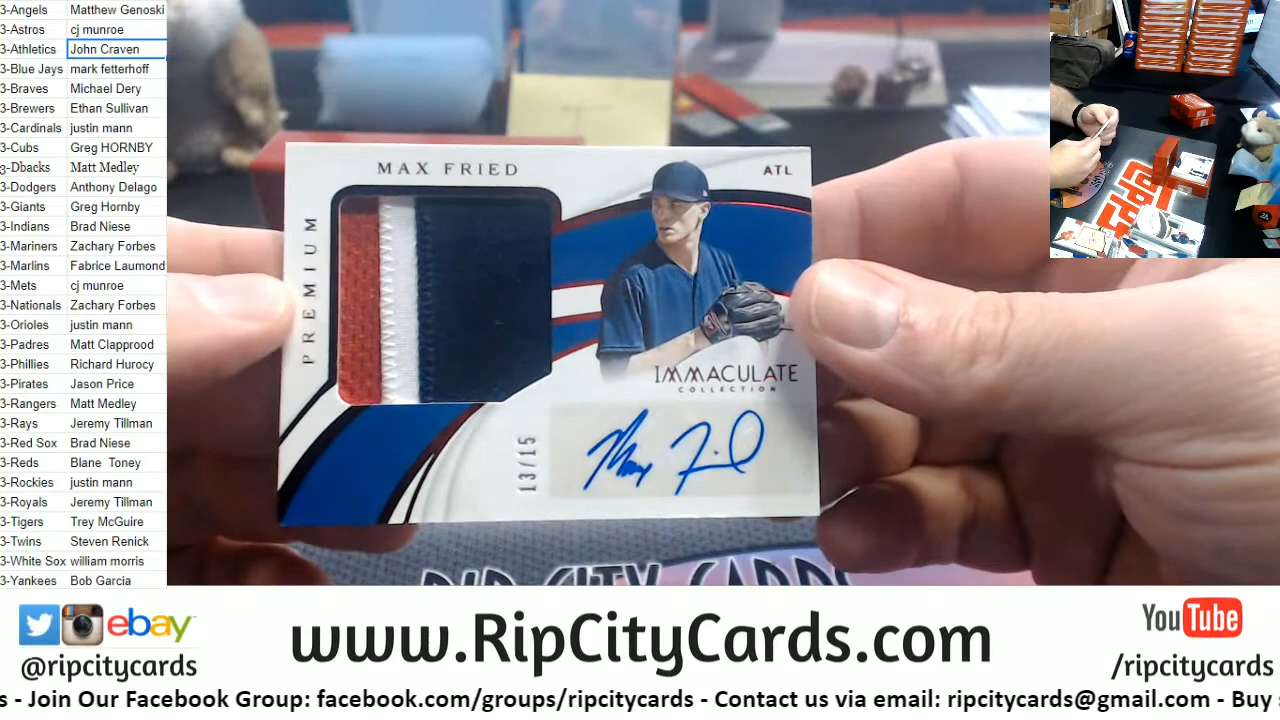 3-Angels Matthew Genoski
3-Astros cj munroe
3-Athletics John Craven
3-Blue Jays mark fetterhoff
3-Braves Michael Dery
3-Brewers Ethan Sullivan
3-Cardinals justin mann
3-Cubs Greg HORNBY
3-Dbacks Matt Medley
3-Dodgers Anthony Delago
3-Giants Greg Hornby
3-Indians Brad Niese
3-Mariners Zachary Forbes
3-Marlins Fabrice Laumond
3-Mets cj munroe
3-Nationals Zachary Forbes
3-Orioles justin mann
3-Padres Matt Clapprood
3-Phillies Richard Hurocy
3-Pirates Jason Price
3-Rangers Matt Medley
3-Rays Jeremy Tillman
3-Red Sox Brad Niese
3-Reds Blane Toney
3-Rockies justin mann
3-Royals Jeremy Tillman
3-Tigers Trey McGuire
3-Twins Steven Renick
3-White Sox william morris
3-Yankees Bob Garcia
MAX FRIED
ATL
PREMIUM
IMMACULATE
COLLECTION
13/15
Max Fried
RIP CITY CARDS
ebay
@ripcitycards
www.RipCityCards.com
YouTube
/ripcitycards
s - Join Our Facebook Group: facebook.com/groups/ripcitycards - Contact us via email: ripcitycards@gmail.com - Buy